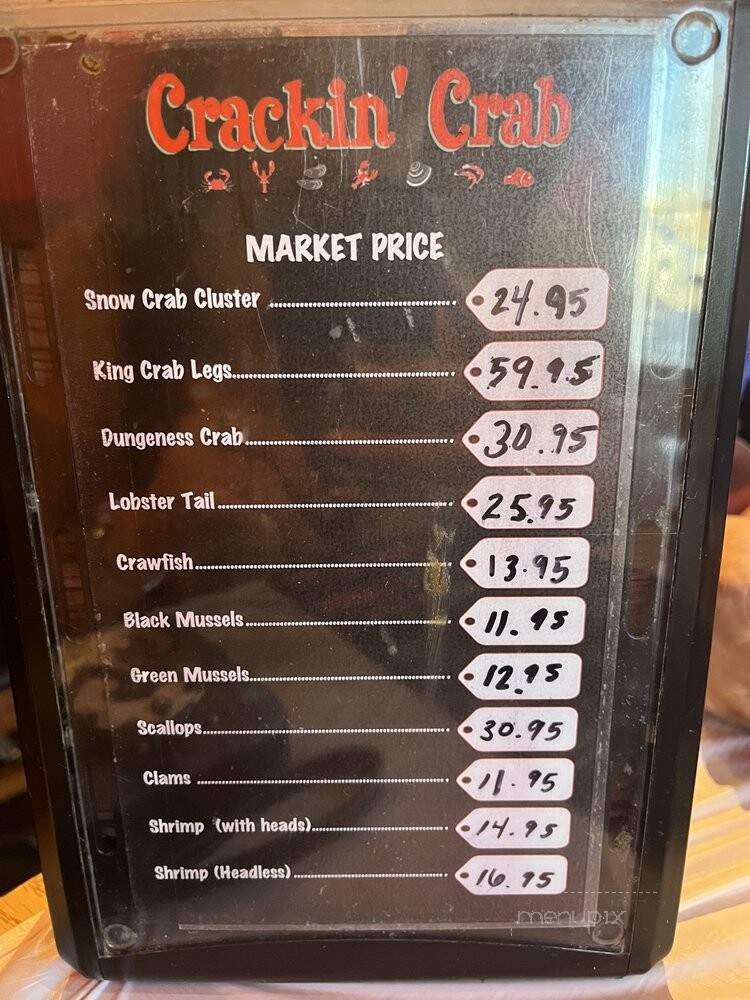 Crackin' Crab
MARKET PRICE
Snow Crab Cluster ........................ 24.95
King Crab Legs........................ 59.95
Dungeness Crab........................ 30.95
Lobster Tail........................ 25.95
Crawfish........................ 13.95
Black Mussels........................ 11.95
Green Mussels........................ 12.95
Scallops........................ 30.95
Clams ........................ 11.95
Shrimp (with heads)........................ 14.95
Shrimp (Headless) ........................ 16.95
menupix